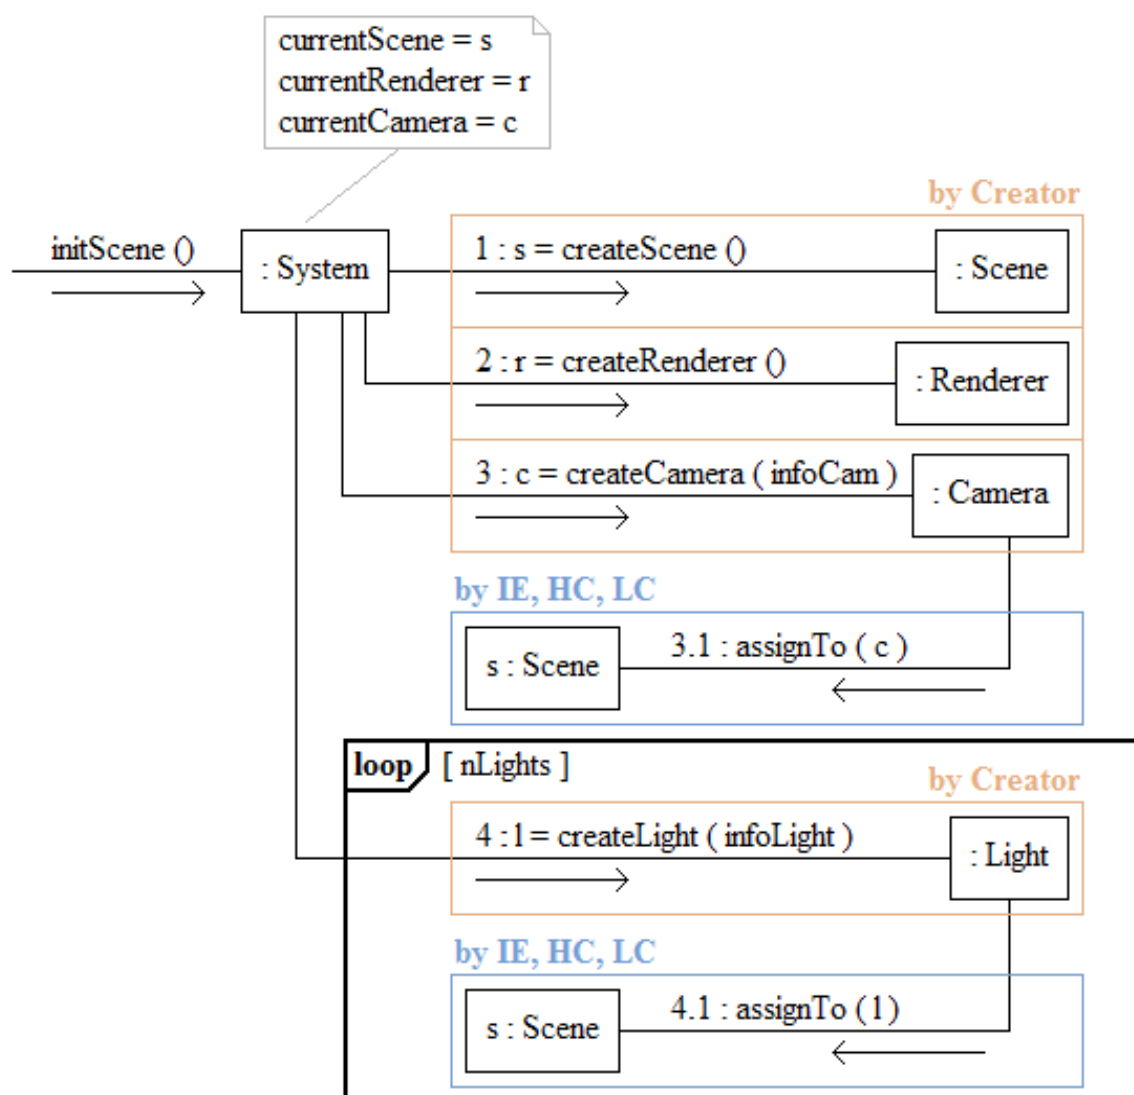 currentScene = s
currentRenderer = r
currentCamera = c
by Creator
initScene ()
: System
1 : s = createScene ()
: Scene
2 : r = createRenderer ()
: Renderer
3 : c = createCamera ( infoCam )
: Camera
by IE, HC, LC
s : Scene
3.1 : assignTo ( c )
loop
[ nLights ]
by Creator
4 : l = createLight ( infoLight )
: Light
by IE, HC, LC
s : Scene
4.1 : assignTo ( l )